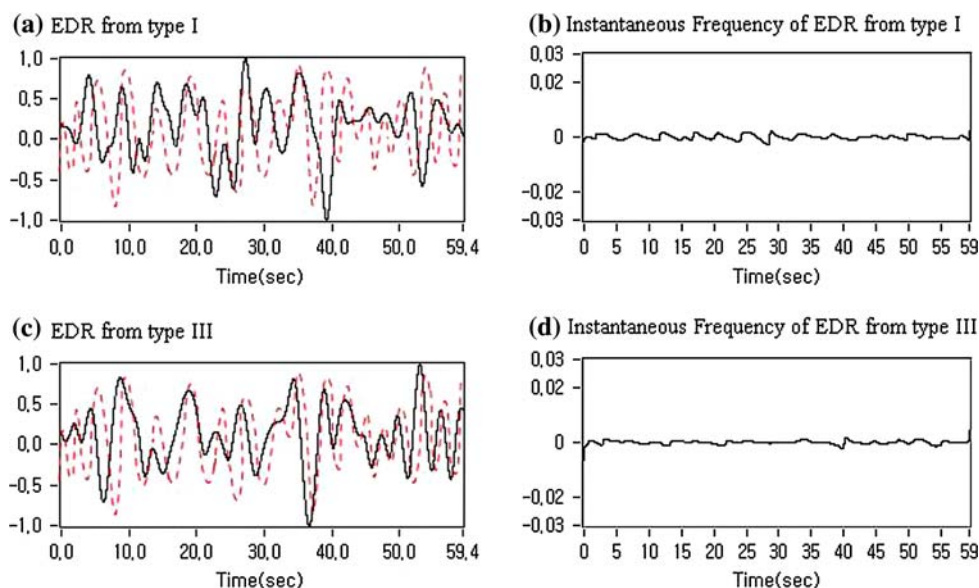 (a) EDR from type I
1.0
0.5
0.0
-0.5
-1.0
0.0 10.0 20.0 30.0 40.0 50.0 59.4
Time(sec)
(b) Instantaneous Frequency of EDR from type I
0.03
0.02
0
-0.02
-0.03
0 5 10 15 20 25 30 35 40 45 50 55 59
Time(sec)
(c) EDR from type III
1.0
0.5
0.0
-0.5
-1.0
0.0 10.0 20.0 30.0 40.0 50.0 59.4
Time(sec)
(d) Instantaneous Frequency of EDR from type III
0.03
0.02
0
-0.02
-0.03
0 5 10 15 20 25 30 35 40 45 50 55 59
Time(sec)